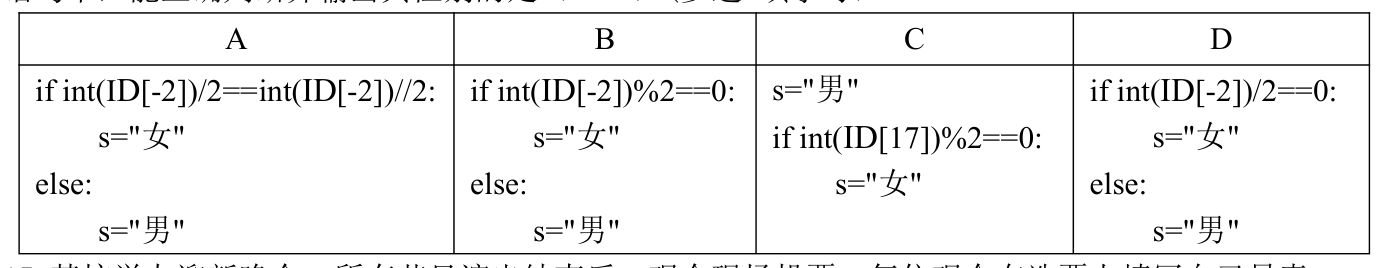 A B C D
if int(ID[-2])/2==int(ID[-2])//2:
s="女"
else:
s="男"
if int(ID[-2])%2==0:
s="女"
else:
s="男"
s="男"
if int(ID[17])%2==0:
s="女"
if int(ID[-2])/2==0:
s="女"
else:
s="男"